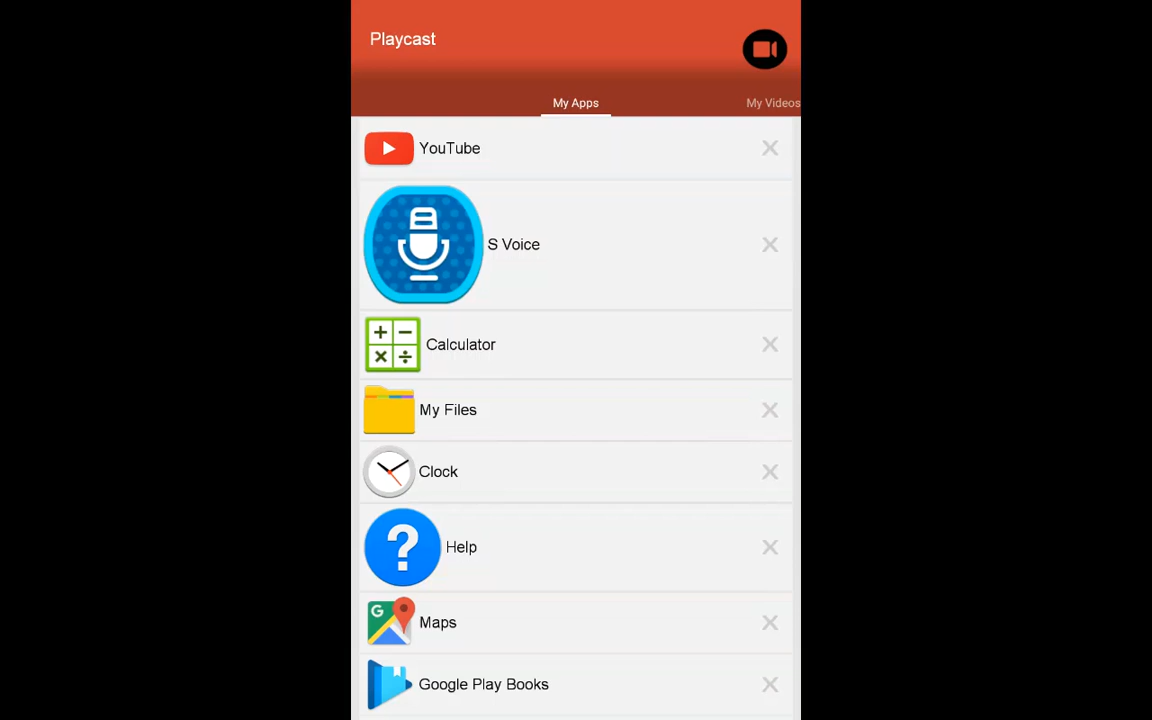 Playcast
My Apps
My Videos
YouTube
S Voice
Calculator
My Files
Clock
Help
G
Maps
Google Play Books